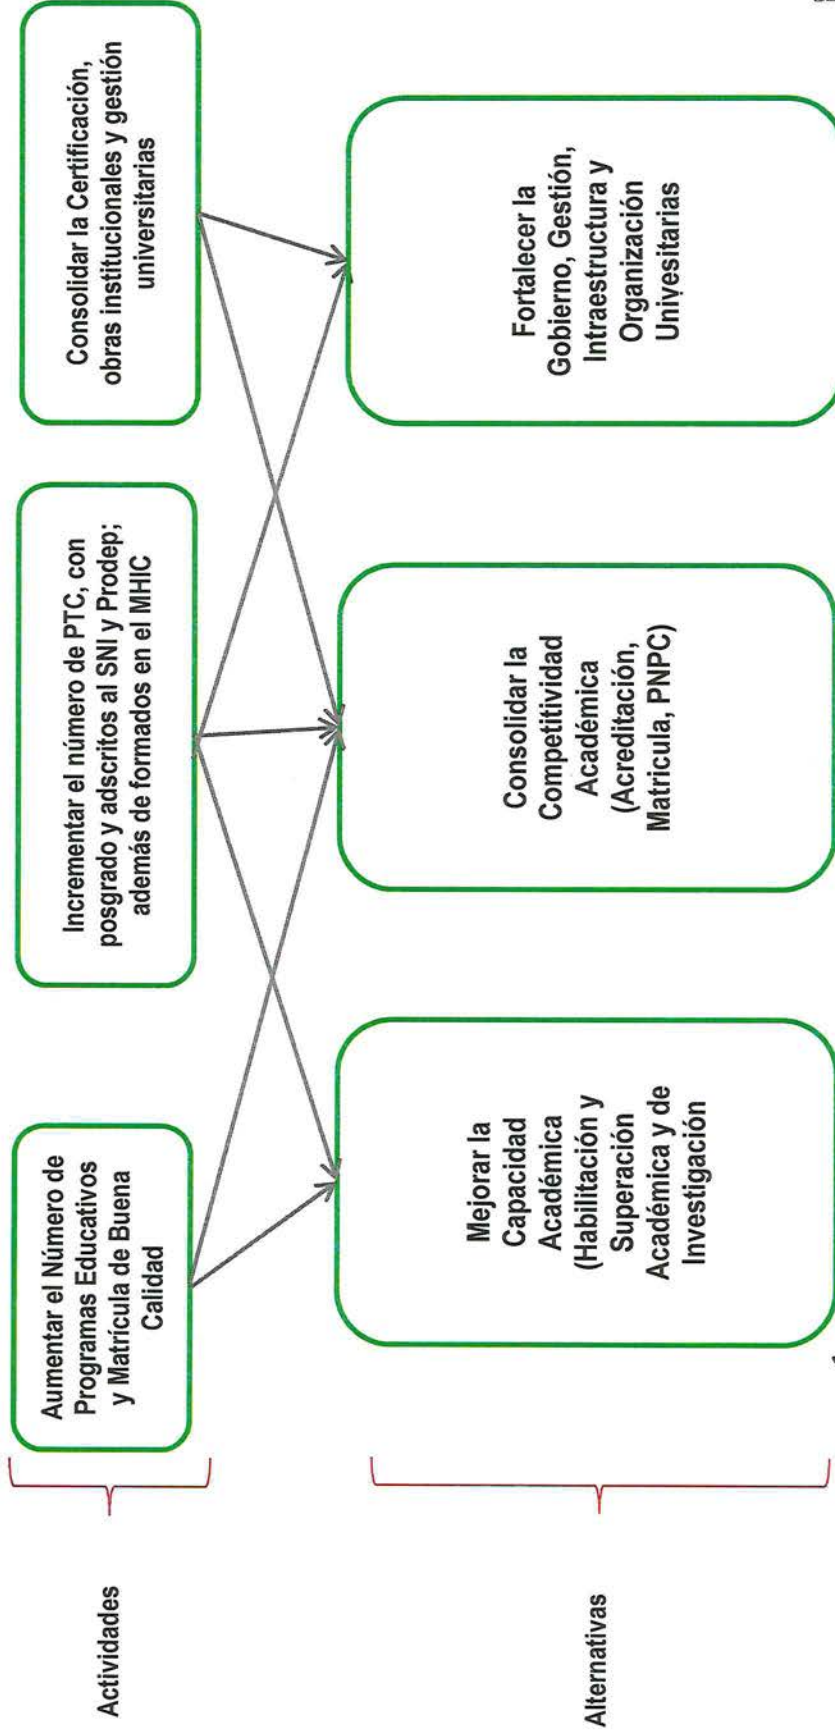 Actividades
Aumentar el Número de
Programas Educativos
y Matrícula de Buena
Calidad
Incrementar el número de PTC, con
posgrado y adscritos al SNI y Prodep;
además de formados en el MHIC
Consolidar la Certificación,
obras institucionales y gestión
universitarias
Alternativas
Mejorar la
Capacidad
Académica
(Habilitación y
Superación
Académica y de
Investigación
Consolidar la
Competitividad
Académica
(Acreditación,
Matricula, PNPC)
Fortalecer la
Gobierno, Gestión,
Intraestructura y
Organización
Univesitarias